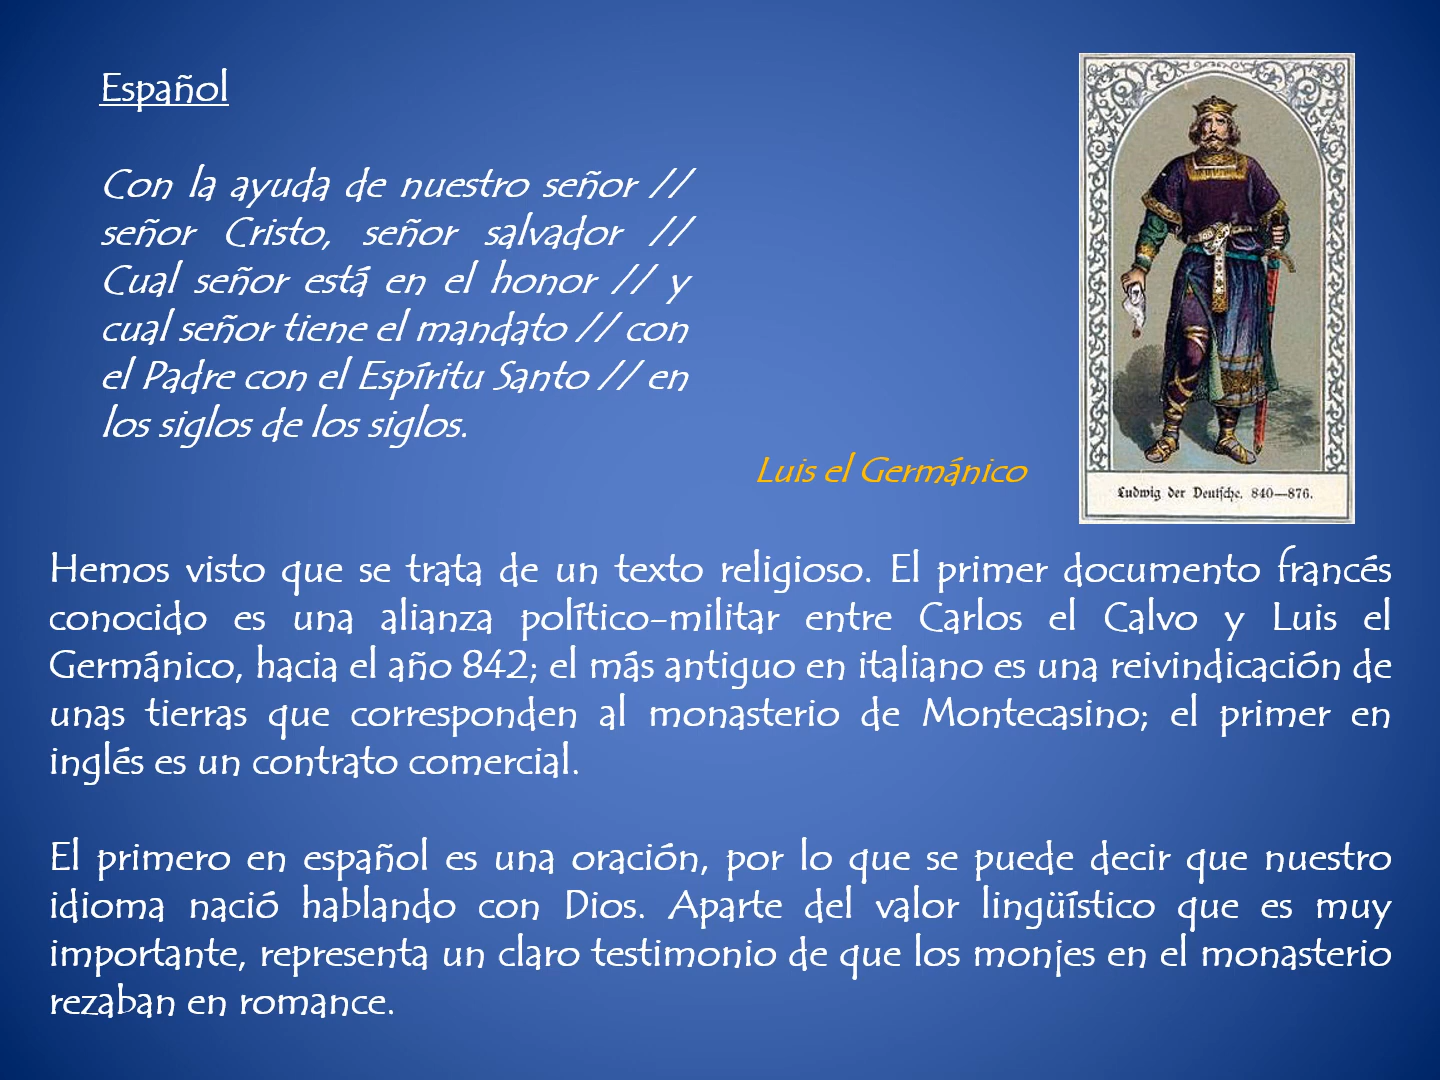 Español
Con la ayuda de nuestro señor //
señor Cristo, señor salvador //
Cual señor está en el honor // y
cual señor tiene el mandato // con
el Padre con el Espíritu Santo // en
los siglos de los siglos.
Luis el Germánico
Ludwig der Deutsche. 840—876.
Hemos visto que se trata de un texto religioso. El primer documento francés
conocido es una alianza político-militar entre Carlos el Calvo y Luis el
Germánico, hacia el año 842; el más antiguo en italiano es una reivindicación de
unas tierras que corresponden al monasterio de Montecasino; el primer en
inglés es un contrato comercial.
El primero en español es una oración, por lo que se puede decir que nuestro
idioma nació hablando con Dios. Aparte del valor lingüístico que es muy
importante, representa un claro testimonio de que los monjes en el monasterio
rezaban en romance.